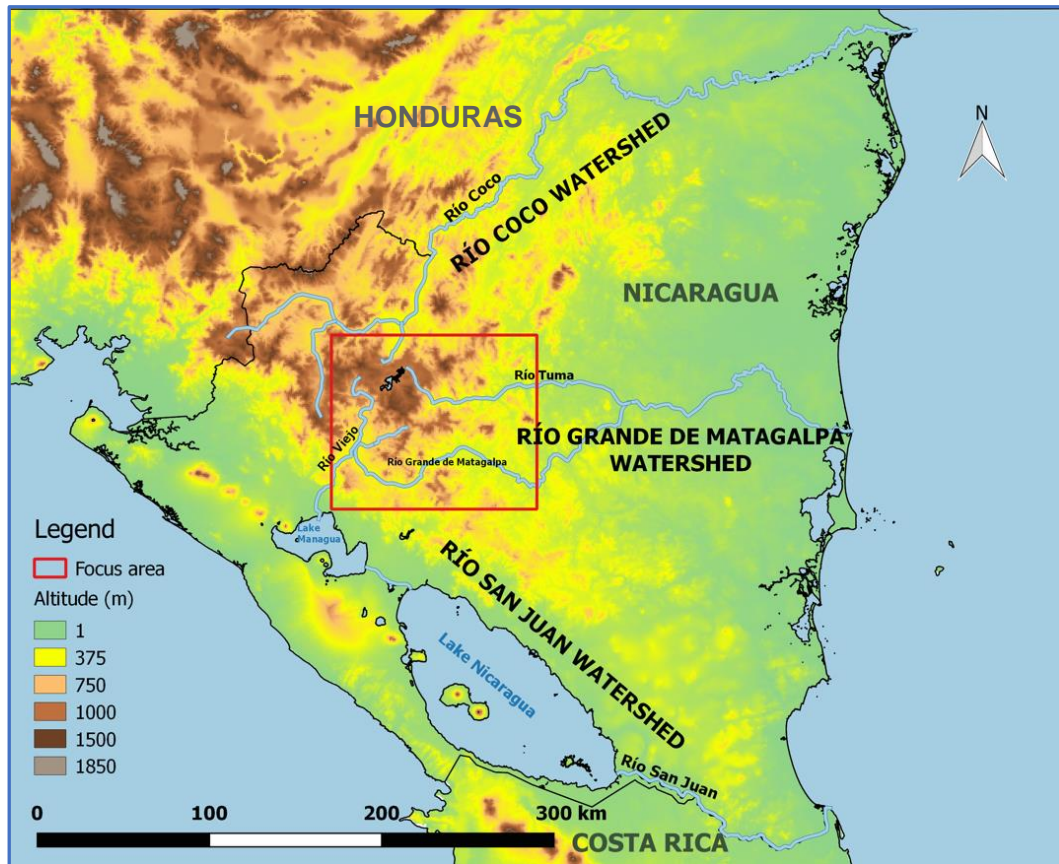 HONDURAS
N
Río Coco
RÍO COCO WATERSHED
NICARAGUA
Río Tuma
RÍO GRANDE DE MATAGALPA
WATERSHED
Río Viejo
Río Grande de Matagalpa
Lake
Managua
RÍO SAN JUAN WATERSHED
Lake Nicaragua
Río San Juan
COSTA RICA
Legend
Focus area
Altitude (m)
1
375
750
1000
1500
1850
0 100 200 300 km